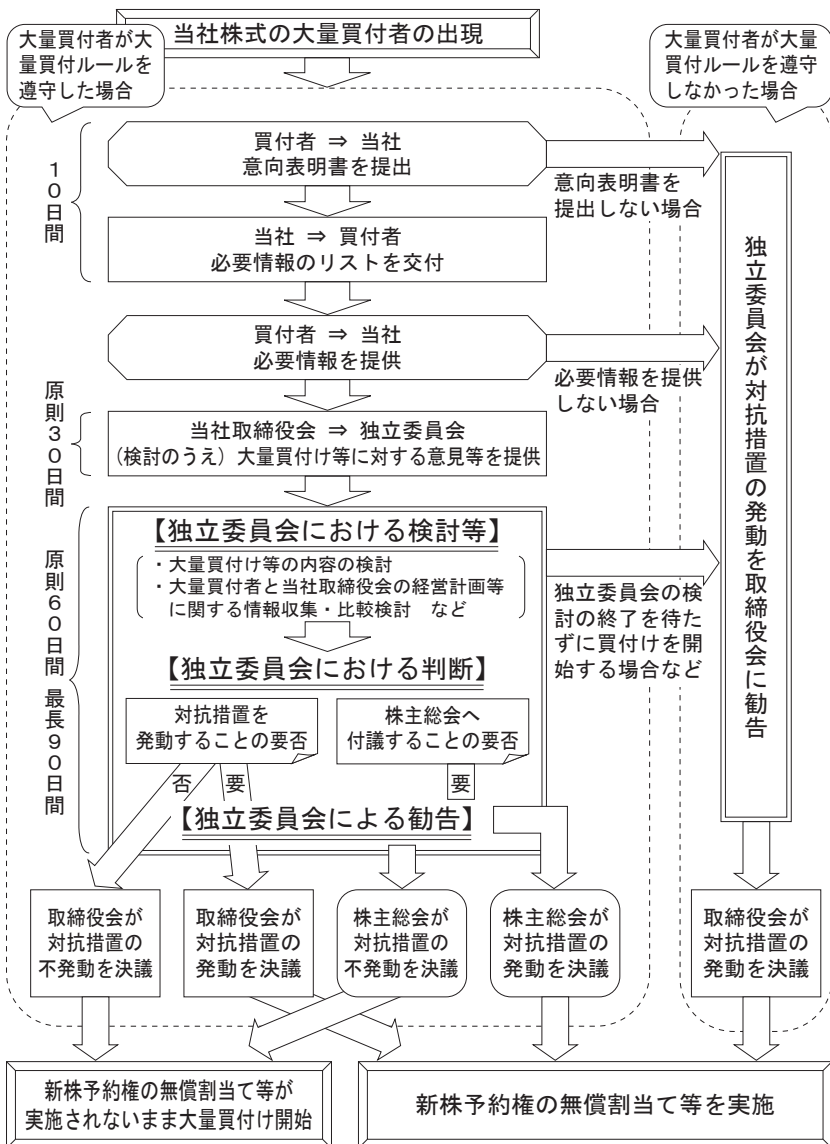 当社株式の大量買付者の出現
大量買付者が大
量買付ルールを
遵守した場合
大量買付者が大量
買付ルールを遵守
しなかった場合
10日間
買付者 ⇒ 当社
意向表明書を提出
意向表明書を
提出しない場合
当社 ⇒ 買付者
必要情報のリストを交付
買付者 ⇒ 当社
必要情報を提供
必要情報を提供
しない場合
原則30日間
当社取締役会 ⇒ 独立委員会
(検討のうえ) 大量買付け等に対する意見等を提供
原則60日間 最長90日間
【独立委員会における検討等】
・大量買付け等の内容の検討
・大量買付者と当社取締役会の経営計画等
に関する情報収集・比較検討 など
独立委員会の検
討の終了を待た
ずに買付けを開
始する場合など
【独立委員会における判断】
対抗措置を
発動することの要否
株主総会へ
付議することの要否
否
要
要
【独立委員会による勧告】
独立委員会が対抗措置の発動を取締役会に勧告
取締役会が
対抗措置の
不発動を決議
取締役会が
対抗措置の
発動を決議
株主総会が
対抗措置の
不発動を決議
株主総会が
対抗措置の
発動を決議
取締役会が
対抗措置の
発動を決議
新株予約権の無償割当て等が
実施されないまま大量買付け開始
新株予約権の無償割当て等を実施